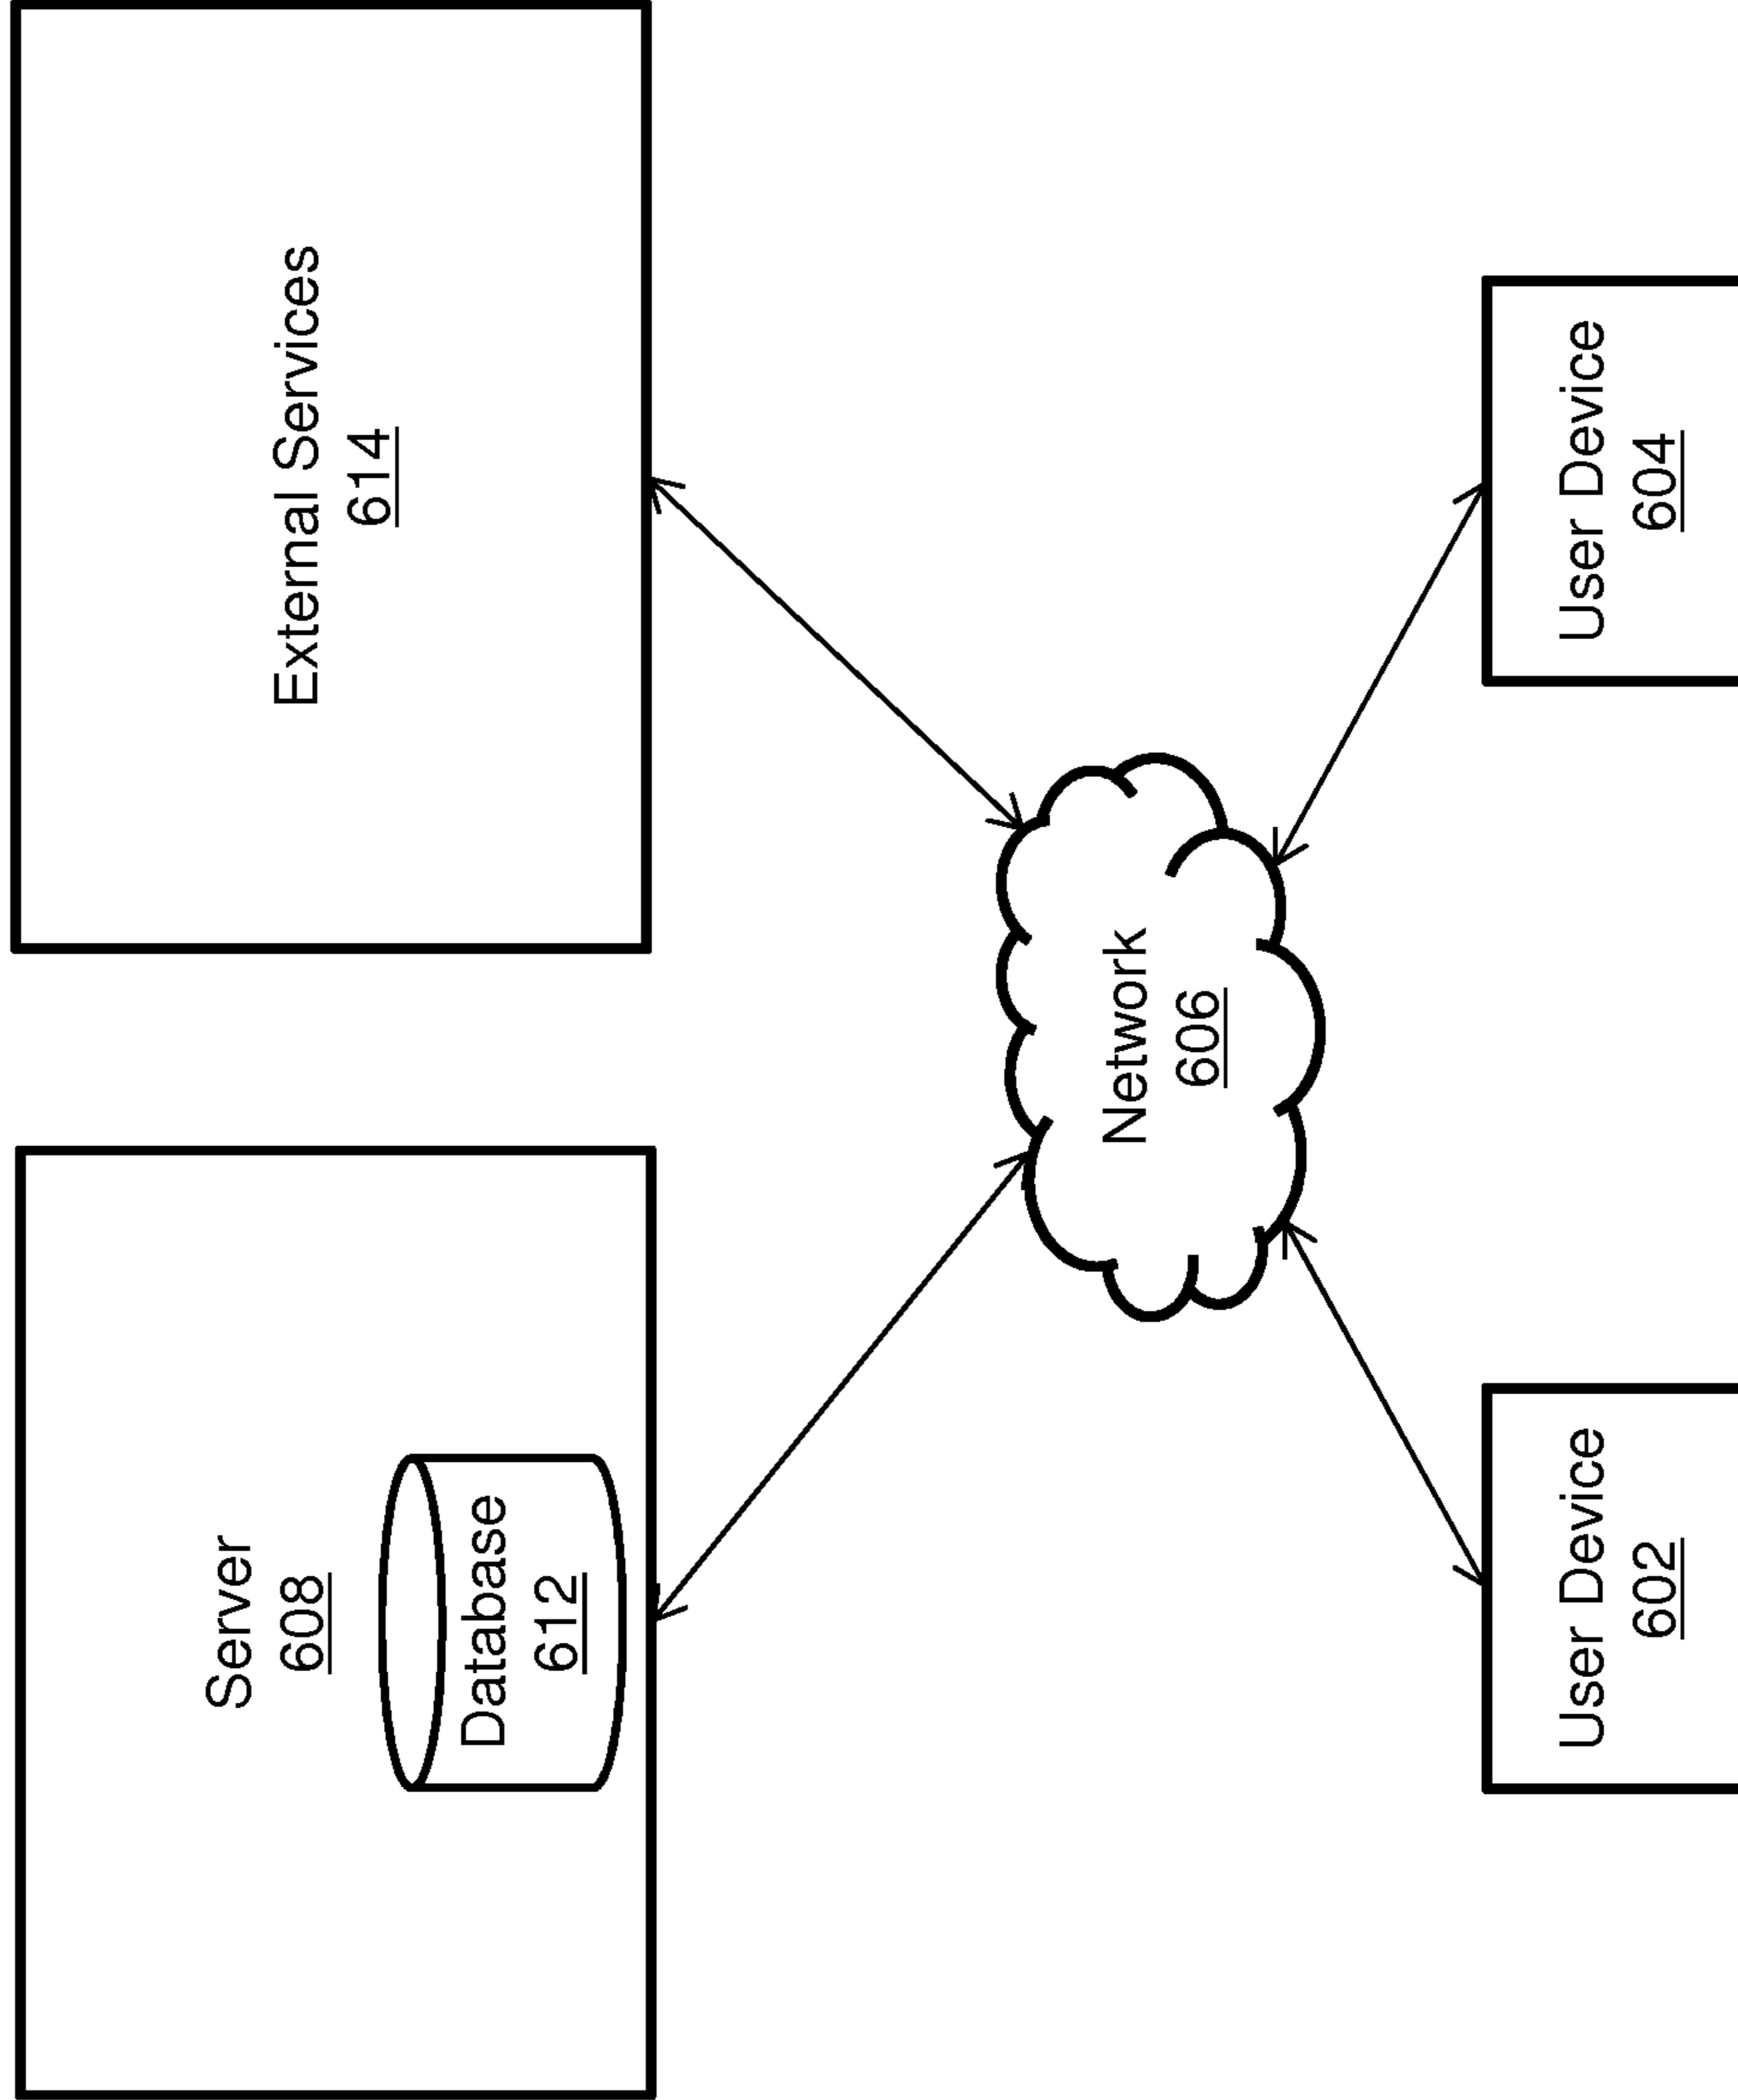 Server
608
Database
612
External Services
614
Network
606
User Device
602
User Device
604